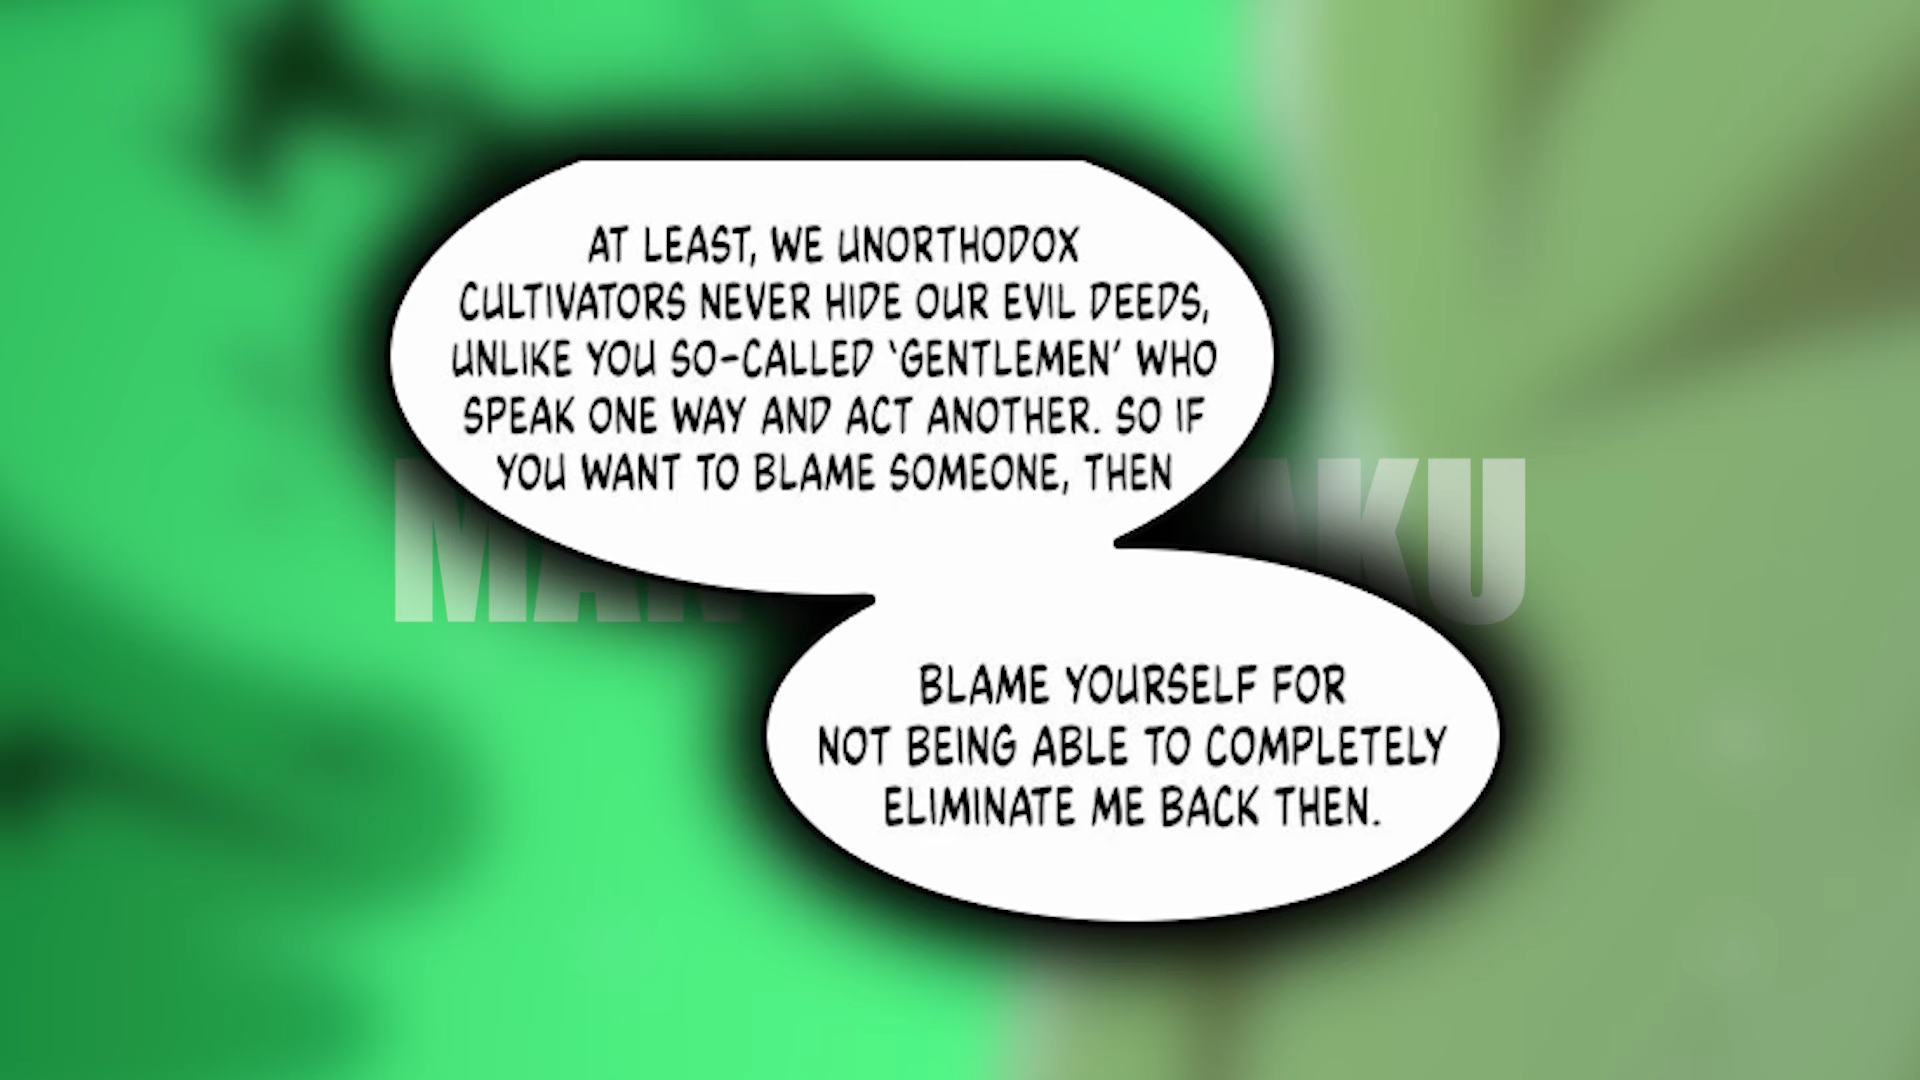 AT LEAST, WE UNORTHODOX
CULTIVATORS NEVER HIDE OUR EVIL DEEDS,
UNLIKE YOU SO-CALLED 'GENTLEMEN' WHO
SPEAK ONE WAY AND ACT ANOTHER. SO IF
YOU WANT TO BLAME SOMEONE, THEN
BLAME YOURSELF FOR
NOT BEING ABLE TO COMPLETELY
ELIMINATE ME BACK THEN.